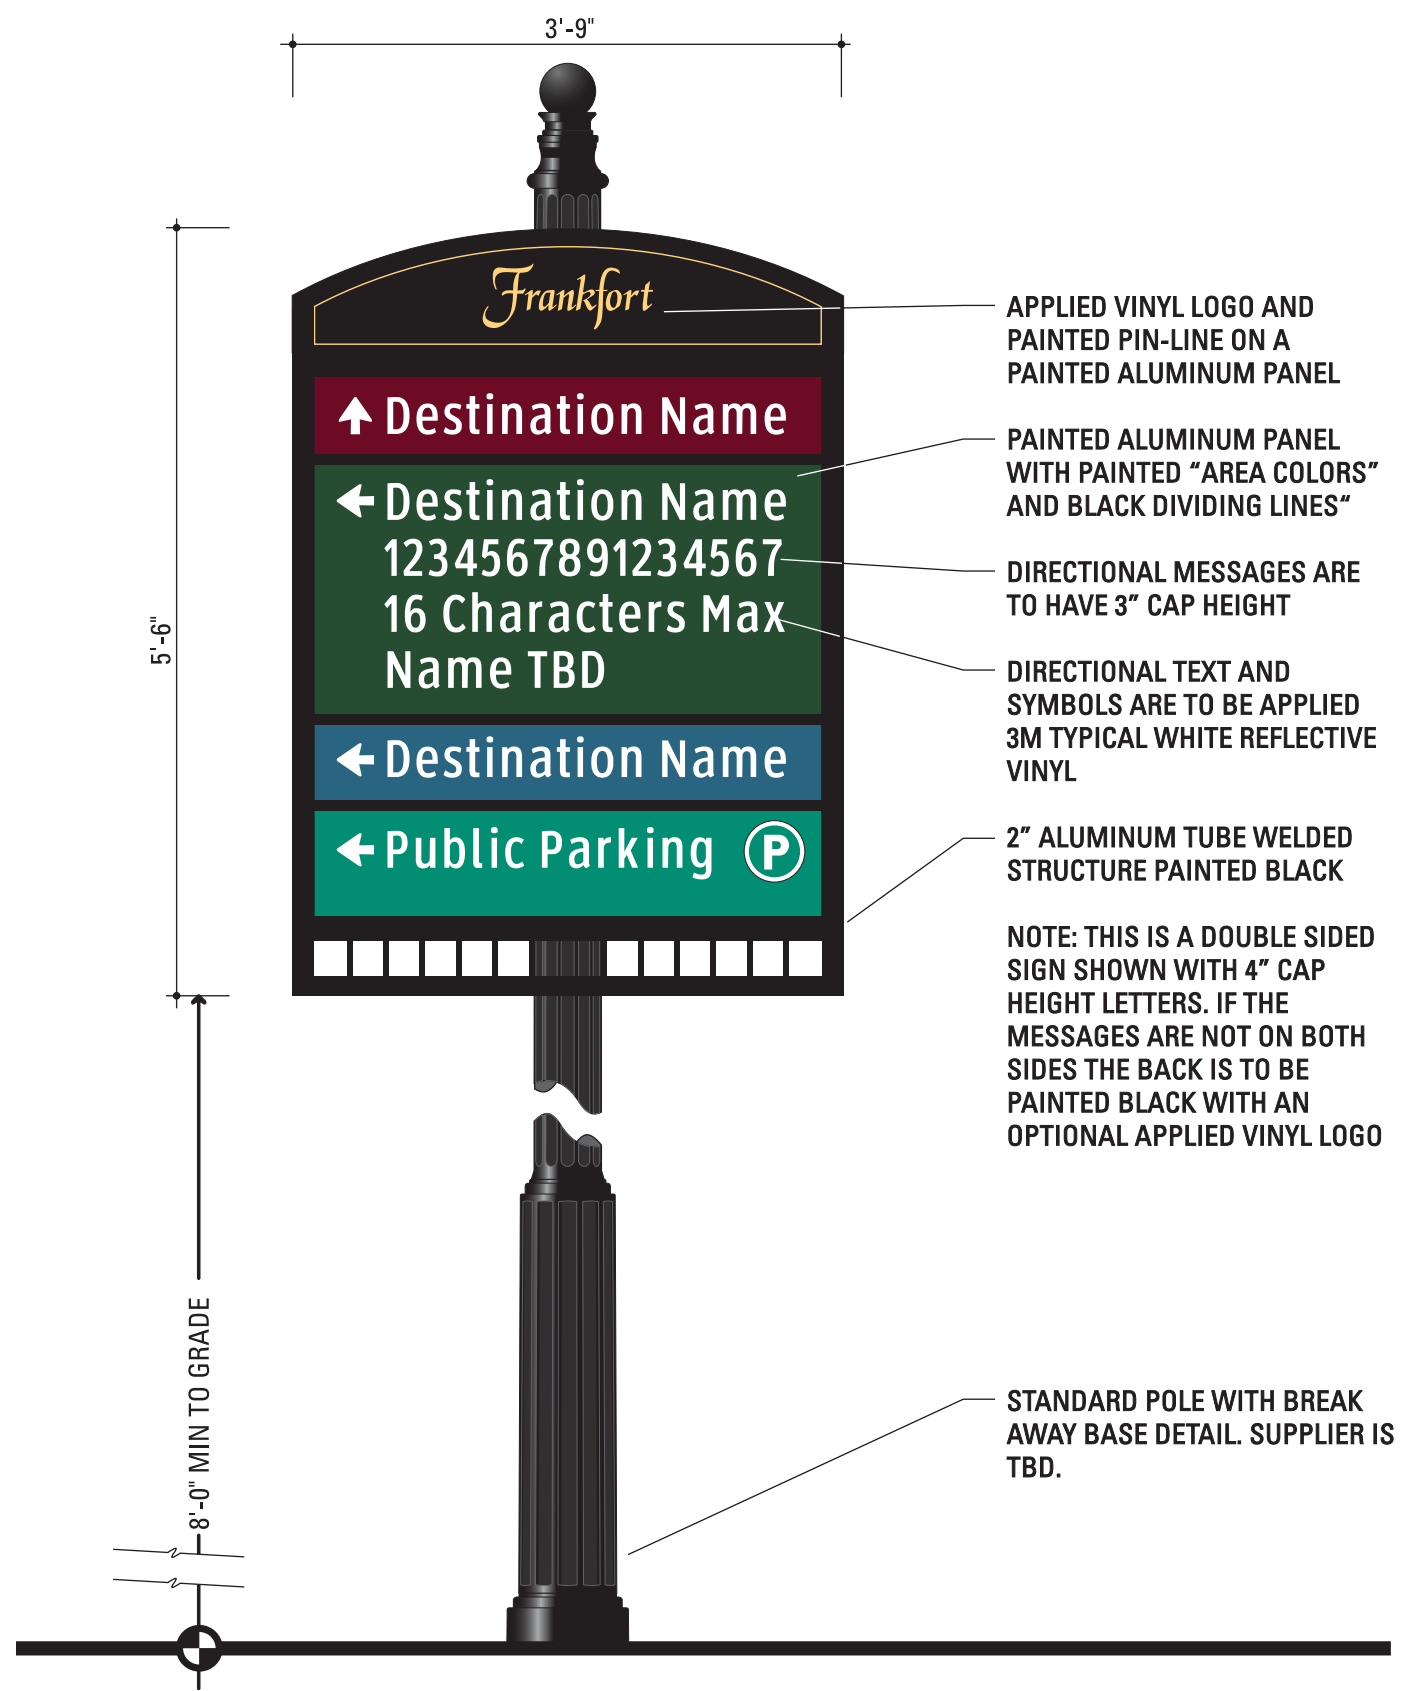 3'-9"
Frankfort
Destination Name
Destination Name
1234567891234567
16 Characters Max
Name TBD
Destination Name
Public Parking P
5'-6"
8'-0" MIN TO GRADE
APPLIED VINYL LOGO AND
PAINTED PIN-LINE ON A
PAINTED ALUMINUM PANEL
PAINTED ALUMINUM PANEL
WITH PAINTED “AREA COLORS”
AND BLACK DIVIDING LINES“
DIRECTIONAL MESSAGES ARE
TO HAVE 3” CAP HEIGHT
DIRECTIONAL TEXT AND
SYMBOLS ARE TO BE APPLIED
3M TYPICAL WHITE REFLECTIVE
VINYL
2” ALUMINUM TUBE WELDED
STRUCTURE PAINTED BLACK
NOTE: THIS IS A DOUBLE SIDED
SIGN SHOWN WITH 4” CAP
HEIGHT LETTERS. IF THE
MESSAGES ARE NOT ON BOTH
SIDES THE BACK IS TO BE
PAINTED BLACK WITH AN
OPTIONAL APPLIED VINYL LOGO
STANDARD POLE WITH BREAK
AWAY BASE DETAIL. SUPPLIER IS
TBD.